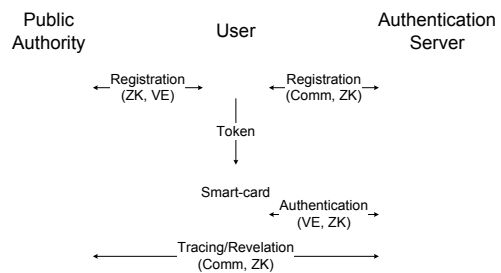 Public
Authority
User
Authentication
Server
Registration
(ZK, VE)
Registration
(Comm, ZK)
Token
Smart-card
Authentication
(VE, ZK)
Tracing/Revelation
(Comm, ZK)